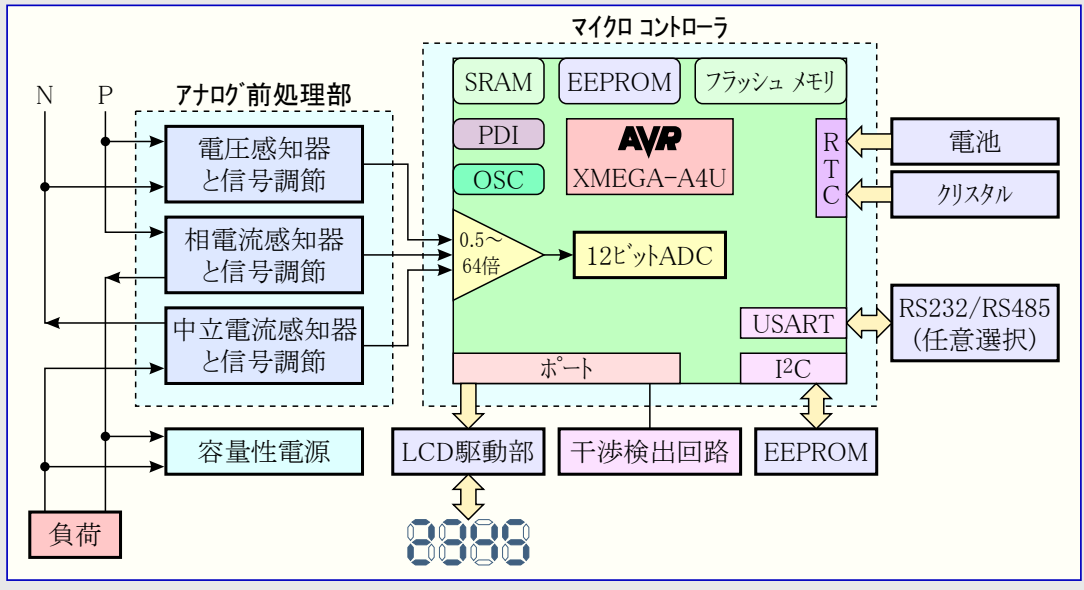 マイクロ コントローラ
N
P
アナログ前処理部
SRAM
EEPROM
フラッシュ メモリ
電圧感知器
と信号調節
PDI
AVR
XMEGA-A4U
OSC
RTC
電池
クリスタル
相電流感知器
と信号調節
0.5～
64倍
12ビットADC
中立電流感知器
と信号調節
USART
RS232/RS485
(任意選択)
ポート
I²C
容量性電源
LCD駆動部
干渉検出回路
EEPROM
負荷
2345